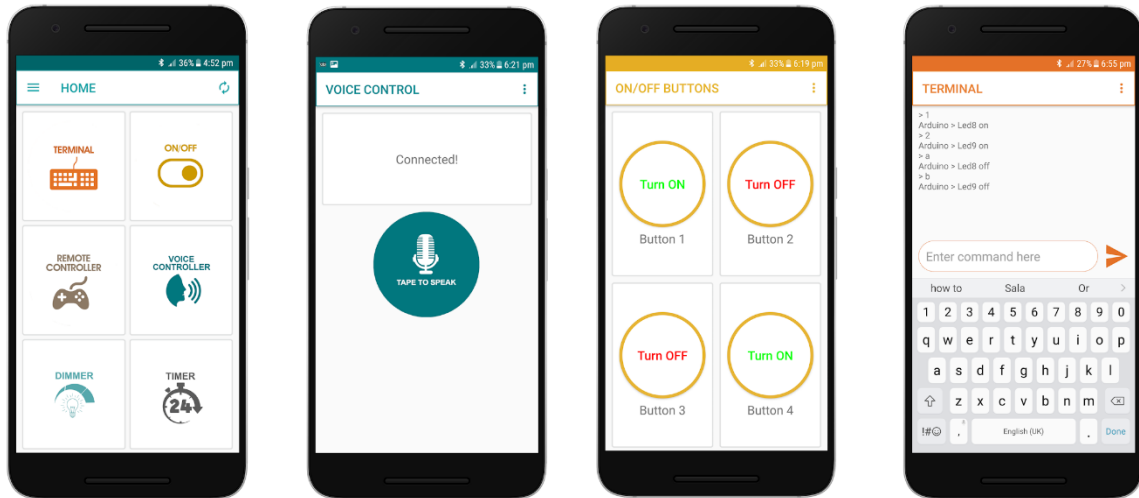 36% 4:52 pm
HOME
TERMINAL
ON/OFF
REMOTE
CONTROLLER
VOICE
CONTROLLER
DIMMER
TIMER
24
33% 6:21 pm
VOICE CONTROL
Connected!
TAPE TO SPEAK
33% 6:19 pm
ON/OFF BUTTONS
Turn ON
Button 1
Turn OFF
Button 2
Turn OFF
Button 3
Turn ON
Button 4
27% 6:55 pm
TERMINAL
> 1
Arduino > Led8 on
> 2
Arduino > Led9 on
> a
Arduino > Led8 off
> b
Arduino > Led9 off
Enter command here
how to Sala Or
1 2 3 4 5 6 7 8 9 0
q w e r t y u i o p
a s d f g h j k l
z x c v b n m
!#☺ , English (UK) . Done